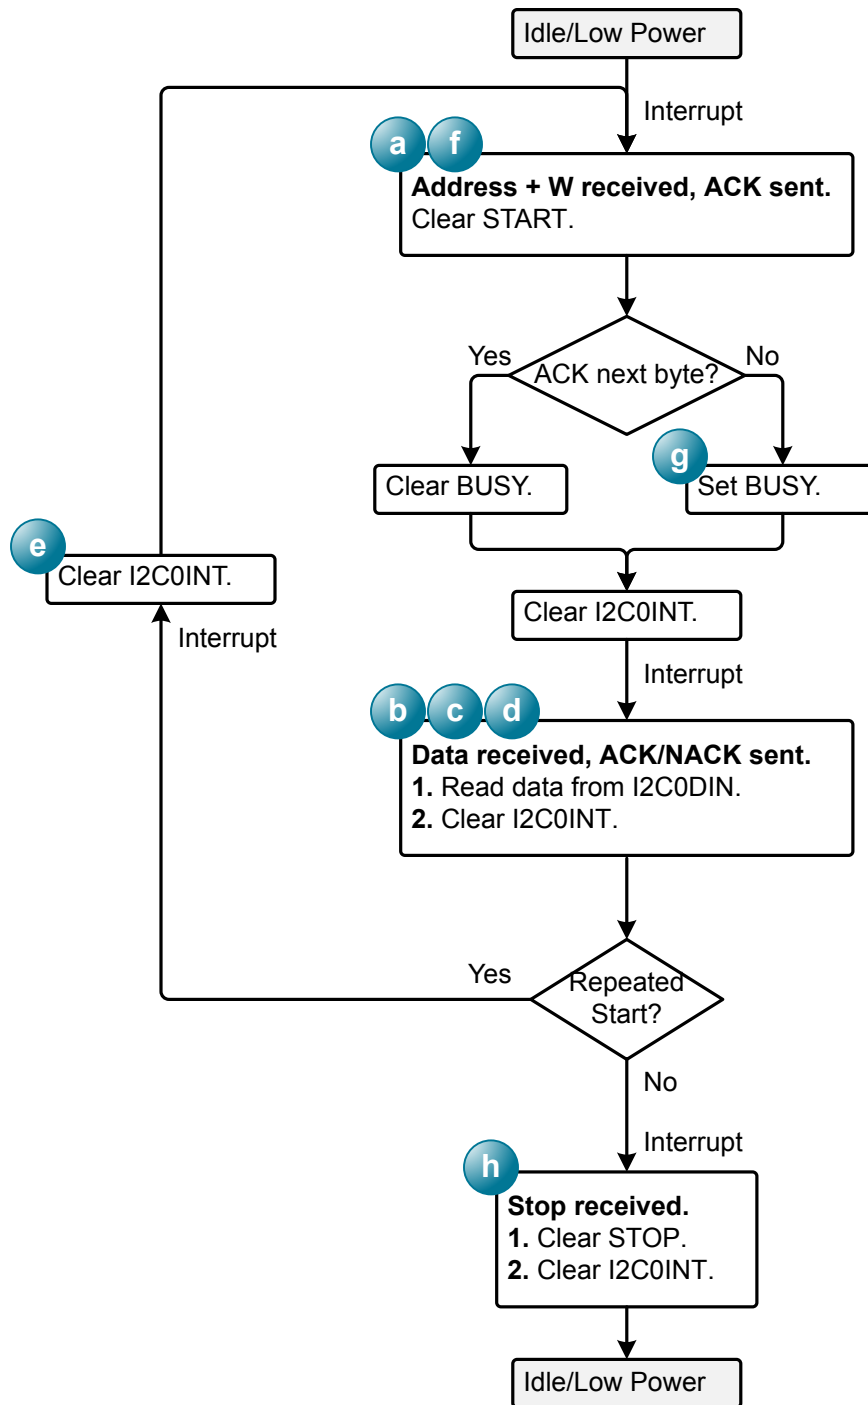 Idle/Low Power
Interrupt
a f
Address + W received, ACK sent.
Clear START.
Yes
No
ACK next byte?
g
Clear BUSY.
Set BUSY.
e
Clear I2C0INT.
Clear I2C0INT.
Interrupt
Interrupt
b c d
Data received, ACK/NACK sent.
1. Read data from I2C0DIN.
2. Clear I2C0INT.
Yes
Repeated
Start?
No
Interrupt
h
Stop received.
1. Clear STOP.
2. Clear I2C0INT.
Idle/Low Power